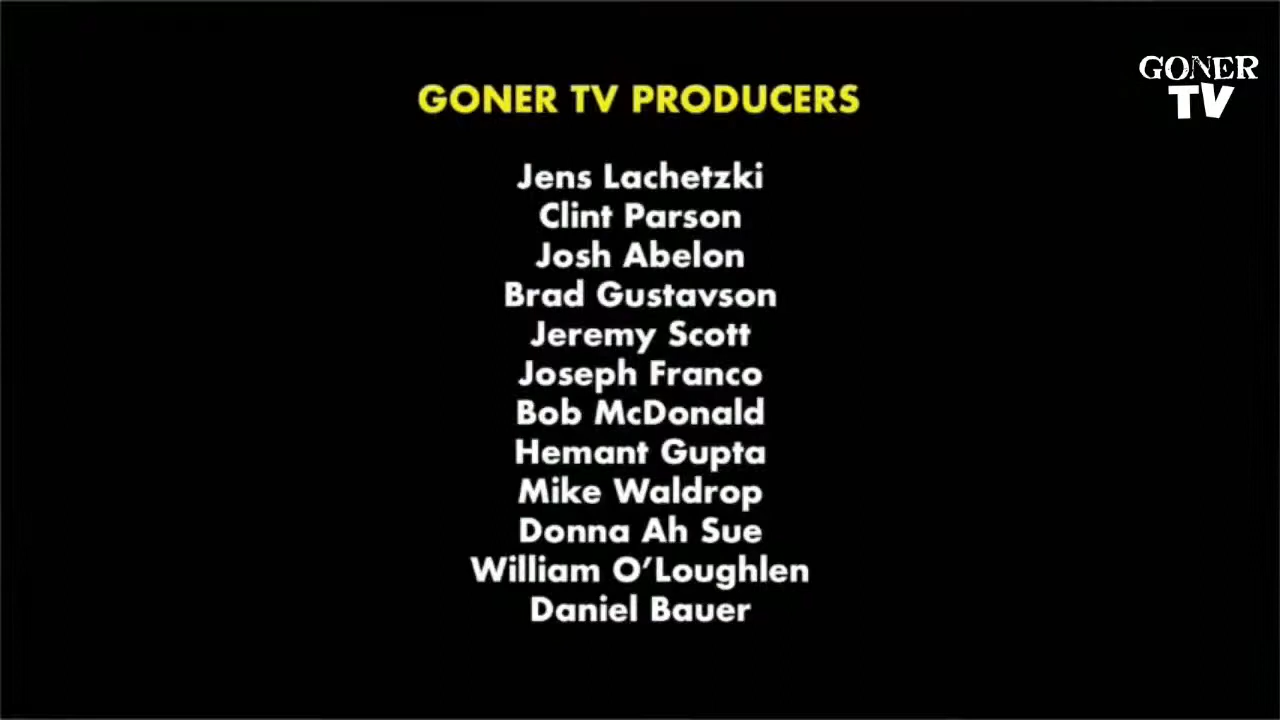 GONER
TV
GONER TV PRODUCERS
Jens Lachetzki
Clint Parson
Josh Abelon
Brad Gustavson
Jeremy Scott
Joseph Franco
Bob McDonald
Hemant Gupta
Mike Waldrop
Donna Ah Sue
William O’Loughlen
Daniel Bauer